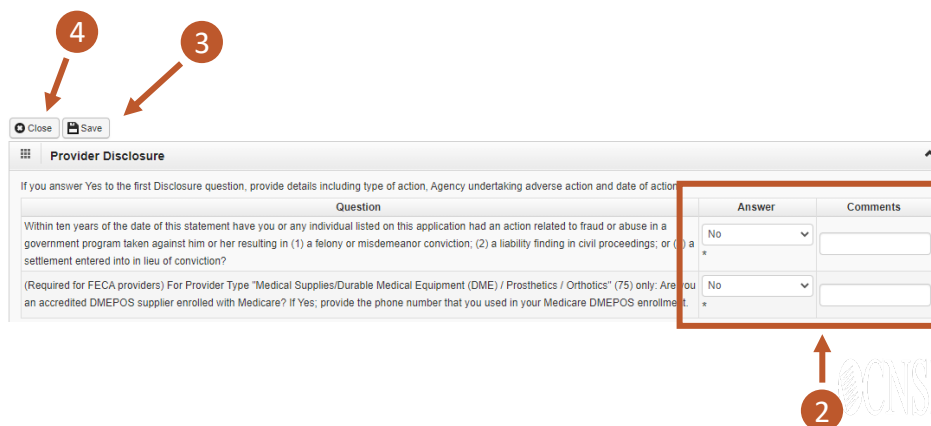 4
3
Close Save
Provider Disclosure
If you answer Yes to the first Disclosure question, provide details including type of action, Agency undertaking adverse action and date of action
Question Answer Comments
Within ten years of the date of this statement have you or any individual listed on this application had an action related to fraud or abuse in a
government program taken against him or her resulting in (1) a felony or misdemeanor conviction; (2) a liability finding in civil proceedings; or ( ) a
settlement entered into in lieu of conviction?
No
*
(Required for FECA providers) For Provider Type "Medical Supplies/Durable Medical Equipment (DME) / Prosthetics / Orthotics" (75) only: Are you
an accredited DMEPOS supplier enrolled with Medicare? If Yes; provide the phone number that you used in your Medicare DMEPOS enrollment.
No
*
2
CNS